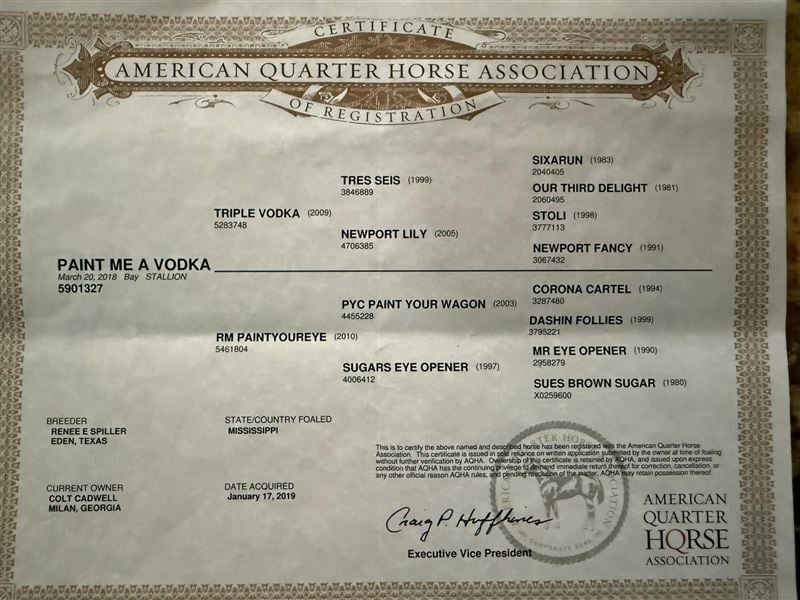 CERTIFICATE
AMERICAN QUARTER HORSE ASSOCIATION
OF REGISTRATION
SIXARUN (1983)
2040405
TRES SEIS (1999)
3846889
OUR THIRD DELIGHT (1981)
2060495
TRIPLE VODKA (2009)
5283748
STOLI (1998)
3777113
NEWPORT LILY (2005)
4706385
NEWPORT FANCY (1991)
3067432
PAINT ME A VODKA
March 20, 2018 Bay STALLION
5901327
CORONA CARTEL (1994)
3287480
PYC PAINT YOUR WAGON (2003)
4455228
DASHIN FOLLIES (1999)
3795221
RM PAINTYOUREYE (2010)
5461804
MR EYE OPENER (1990)
2958279
SUGARS EYE OPENER (1997)
4006412
SUES BROWN SUGAR (1980)
X0259600
BREEDER
RENEE E SPILLER
EDEN, TEXAS
STATE/COUNTRY FOALED
MISSISSIPPI
CURRENT OWNER
COLT CADWELL
MILAN, GEORGIA
DATE ACQUIRED
January 17, 2019
This is to certify the above named and described horse has been registered with the American Quarter Horse
Association. This certificate is issued in sole reliance on written application submitted by the owner at time of foaling
without further verification by AQHA. Ownership of this certificate is retained by AQHA, and issued upon express
condition that AQHA has the continuing privilege to demand immediate return thereof for correction, cancellation, or
any other official reason AQHA rules, and pending resolution of the matter, AQHA may retain possession thereof.
Craig P. Huffhines
Executive Vice President
AMERICAN
QUARTER
HORSE
ASSOCIATION